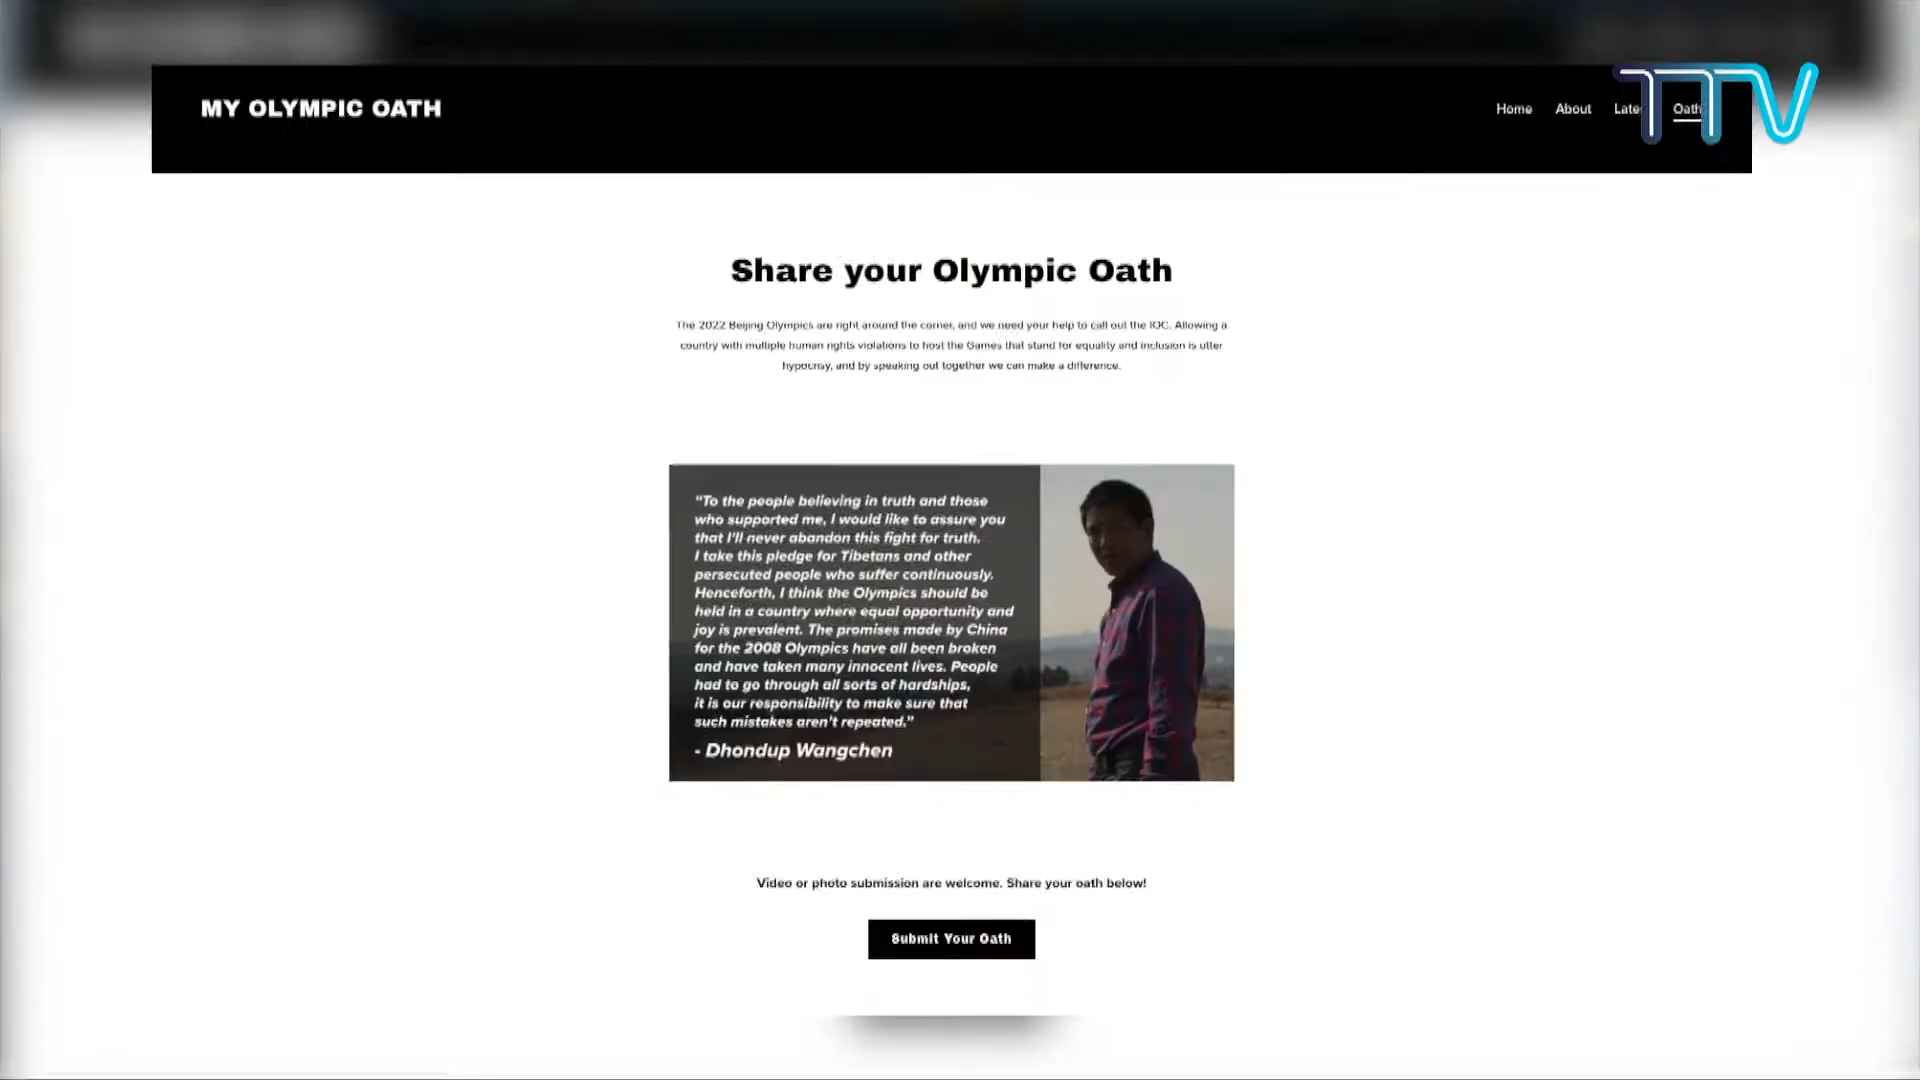 TTV
MY OLYMPIC OATH
Home About Late Oath
Share your Olympic Oath
The 2022 Beijing Olympics are right around the corner, and we need your help to call out the IOC. Allowing a
country with multiple human rights violations to host the Games that stand for equality and inclusion is utter
hypocrisy, and by speaking out together we can make a difference.
“To the people believing in truth and those
who supported me, I would like to assure you
that I'll never abandon this fight for truth.
I take this pledge for Tibetans and other
persecuted people who suffer continuously.
Henceforth, I think the Olympics should be
held in a country where equal opportunity and
joy is prevalent. The promises made by China
for the 2008 Olympics have all been broken
and have taken many innocent lives. People
had to go through all sorts of hardships,
it is our responsibility to make sure that
such mistakes aren't repeated.”
- Dhondup Wangchen
Video or photo submission are welcome. Share your oath below!
Submit Your Oath